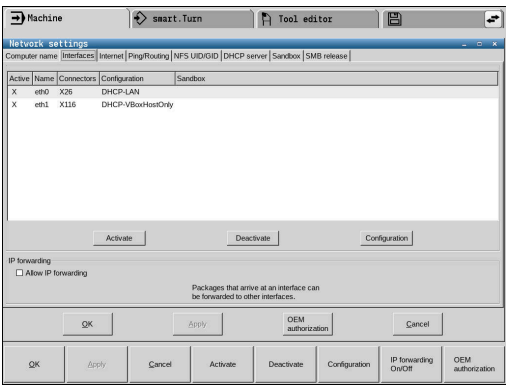 Machine smart.Turn Tool editor
Network settings
Computer name Interfaces Internet Ping/Routing NFS UID/GID DHCP server Sandbox SMB release
Active Name Connectors Configuration Sandbox
X eth0 X26 DHCP-LAN
X eth1 X116 DHCP-VBoxHostOnly
Activate Deactivate Configuration
IP forwarding
Allow IP forwarding
Packages that arrive at an interface can
be forwarded to other interfaces.
OK Apply OEM authorization Cancel
OK Apply Cancel Activate Deactivate Configuration IP forwarding On/Off OEM authorization